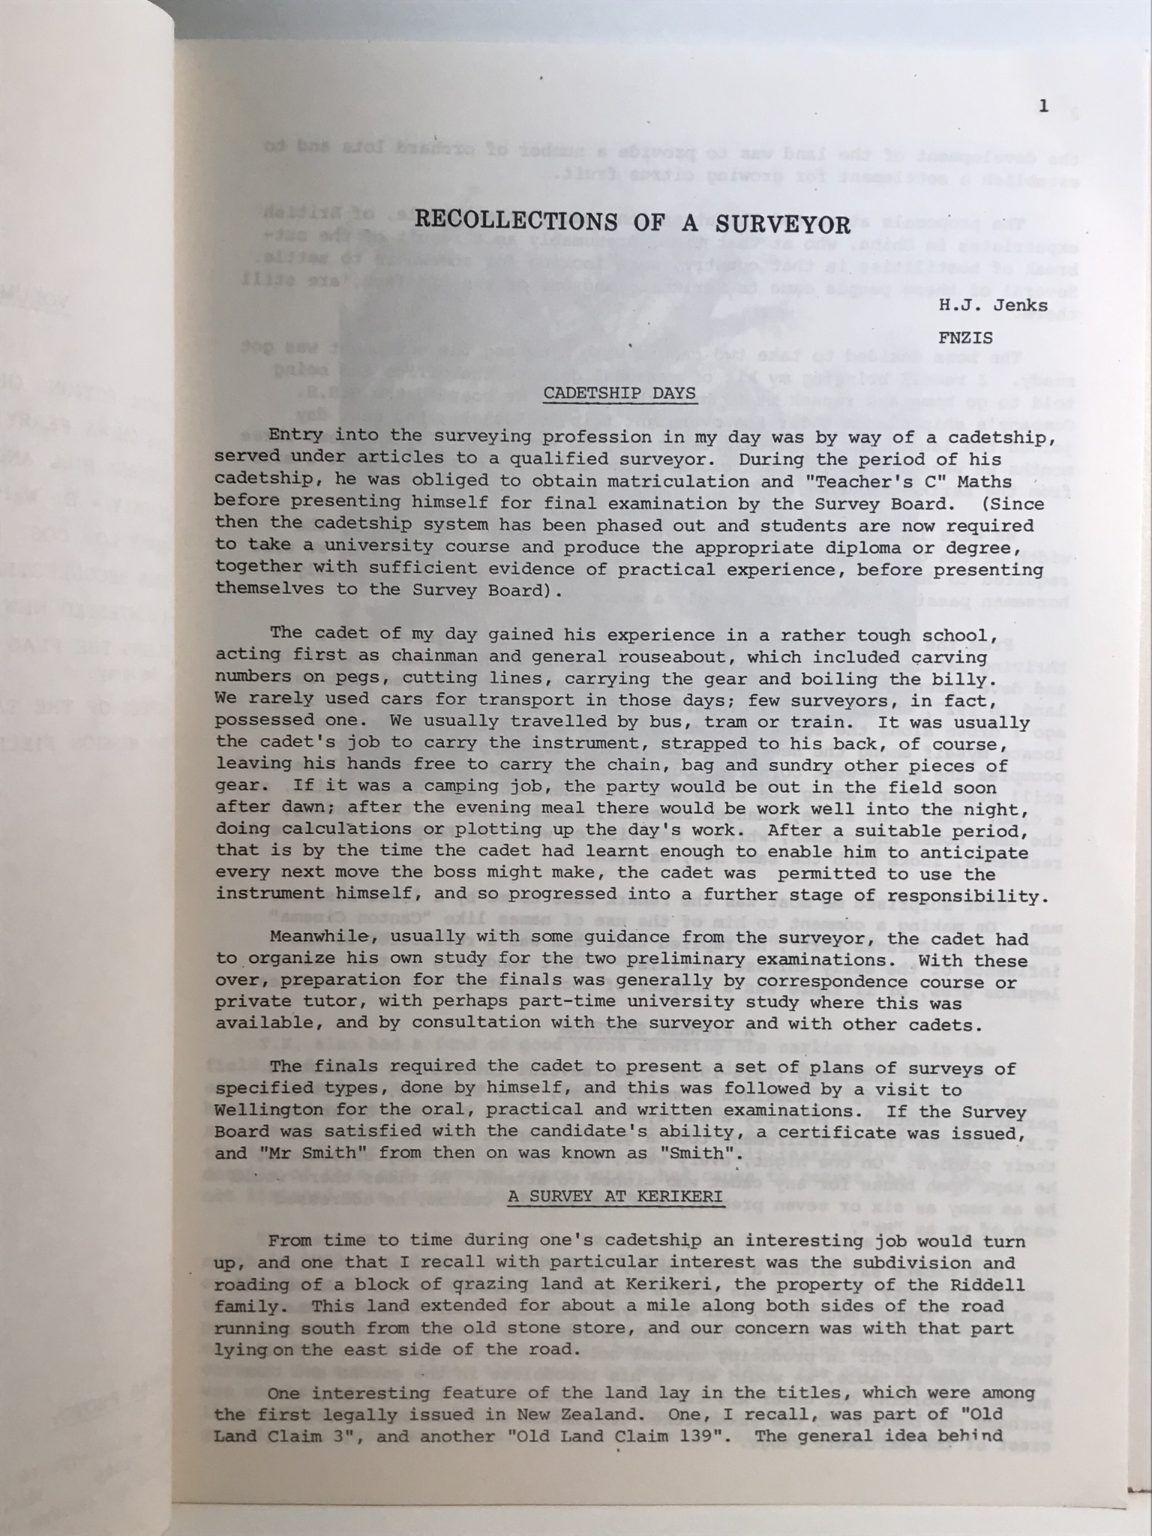 1
RECOLLECTIONS OF A SURVEYOR
H.J. Jenks
FNZIS
CADETSHIP DAYS
Entry into the surveying profession in my day was by way of a cadetship,
served under articles to a qualified surveyor. During the period of his
cadetship, he was obliged to obtain matriculation and "Teacher's C" Maths
before presenting himself for final examination by the Survey Board. (Since
then the cadetship system has been phased out and students are now required
to take a university course and produce the appropriate diploma or degree,
together with sufficient evidence of practical experience, before presenting
themselves to the Survey Board).
The cadet of my day gained his experience in a rather tough school,
acting first as chainman and general rouseabout, which included carving
numbers on pegs, cutting lines, carrying the gear and boiling the billy.
We rarely used cars for transport in those days; few surveyors, in fact,
possessed one. We usually travelled by bus, tram or train. It was usually
the cadet's job to carry the instrument, strapped to his back, of course,
leaving his hands free to carry the chain, bag and sundry other pieces of
gear. If it was a camping job, the party would be out in the field soon
after dawn; after the evening meal there would be work well into the night,
doing calculations or plotting up the day's work. After a suitable period,
that is by the time the cadet had learnt enough to enable him to anticipate
every next move the boss might make, the cadet was permitted to use the
instrument himself, and so progressed into a further stage of responsibility.
Meanwhile, usually with some guidance from the surveyor, the cadet had
to organize his own study for the two preliminary examinations. With these
over, preparation for the finals was generally by correspondence course or
private tutor, with perhaps part-time university study where this was
available, and by consultation with the surveyor and with other cadets.
The finals required the cadet to present a set of plans of surveys of
specified types, done by himself, and this was followed by a visit to
Wellington for the oral, practical and written examinations. If the Survey
Board was satisfied with the candidate's ability, a certificate was issued,
and "Mr Smith" from then on was known as "Smith".
A SURVEY AT KERIKERI
From time to time during one's cadetship an interesting job would turn
up, and one that I recall with particular interest was the subdivision and
roading of a block of grazing land at Kerikeri, the property of the Riddell
family. This land extended for about a mile along both sides of the road
running south from the old stone store, and our concern was with that part
lying on the east side of the road.
One interesting feature of the land lay in the titles, which were among
the first legally issued in New Zealand. One, I recall, was part of "Old
Land Claim 3", and another "Old Land Claim 139". The general idea behind